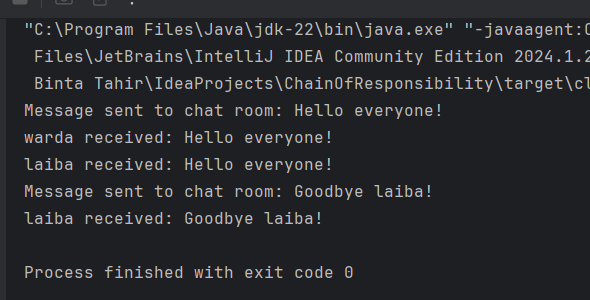 "C:\Program Files\Java\jdk-22\bin\java.exe" "-javaagent:
Files\JetBrains\IntelliJ IDEA Community Edition 2024.1.2
Binta Tahir\IdeaProjects\ChainOfResponsibility\target\cl
Message sent to chat room: Hello everyone!
warda received: Hello everyone!
laiba received: Hello everyone!
Message sent to chat room: Goodbye laiba!
laiba received: Goodbye laiba!
Process finished with exit code 0